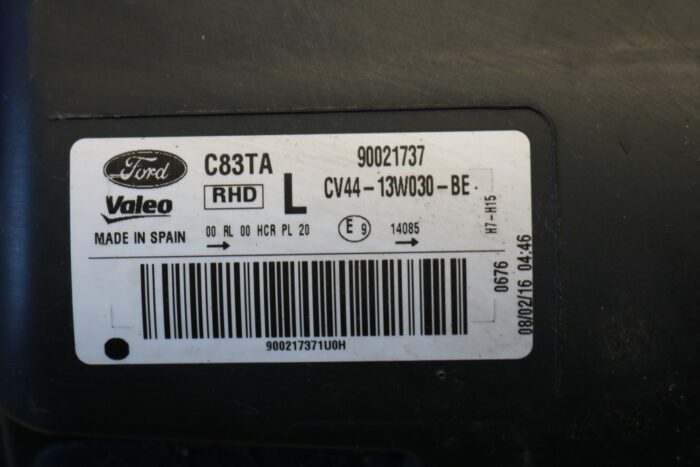 Ford
C83TA
90021737
RHD
L
CV44-13W030-BE
Valeo
MADE IN SPAIN
00 RL 00 HCR PL 20
E 9
14085
H7-H15
0676
08/02/16 04:46
900217371U0H